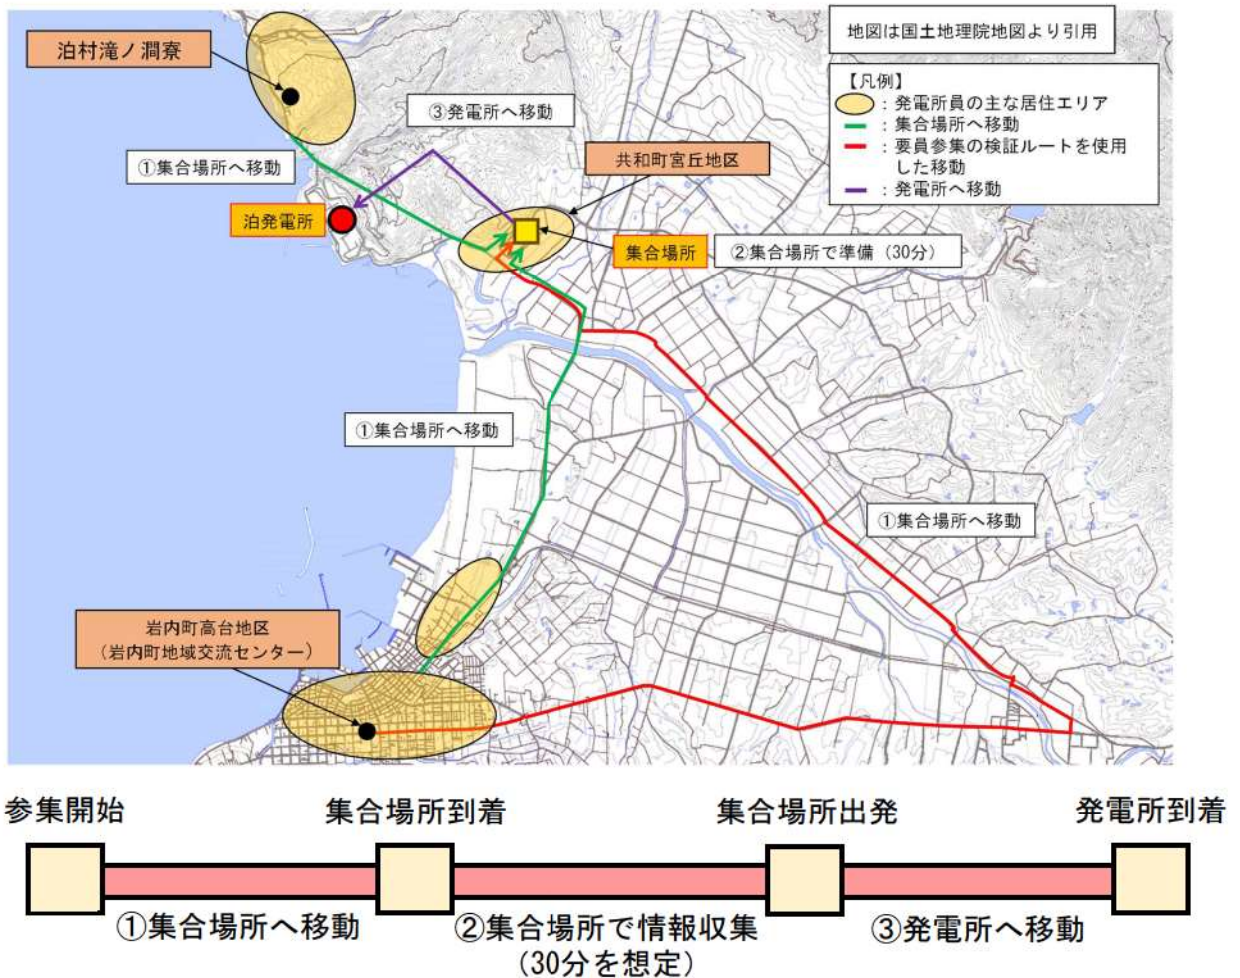 地図は国土地理院地図より引用
泊村滝ノ澗寮
【凡例】
：発電所員の主な居住エリア
：集合場所へ移動
：要員参集の検証ルートを使用
した移動
：発電所へ移動
③発電所へ移動
①集合場所へ移動
共和町宮丘地区
泊発電所
集合場所
②集合場所で準備（30分）
①集合場所へ移動
①集合場所へ移動
岩内町高台地区
（岩内町地域交流センター）
参集開始
集合場所到着
集合場所出発
発電所到着
①集合場所へ移動
②集合場所で情報収集
（30分を想定）
③発電所へ移動